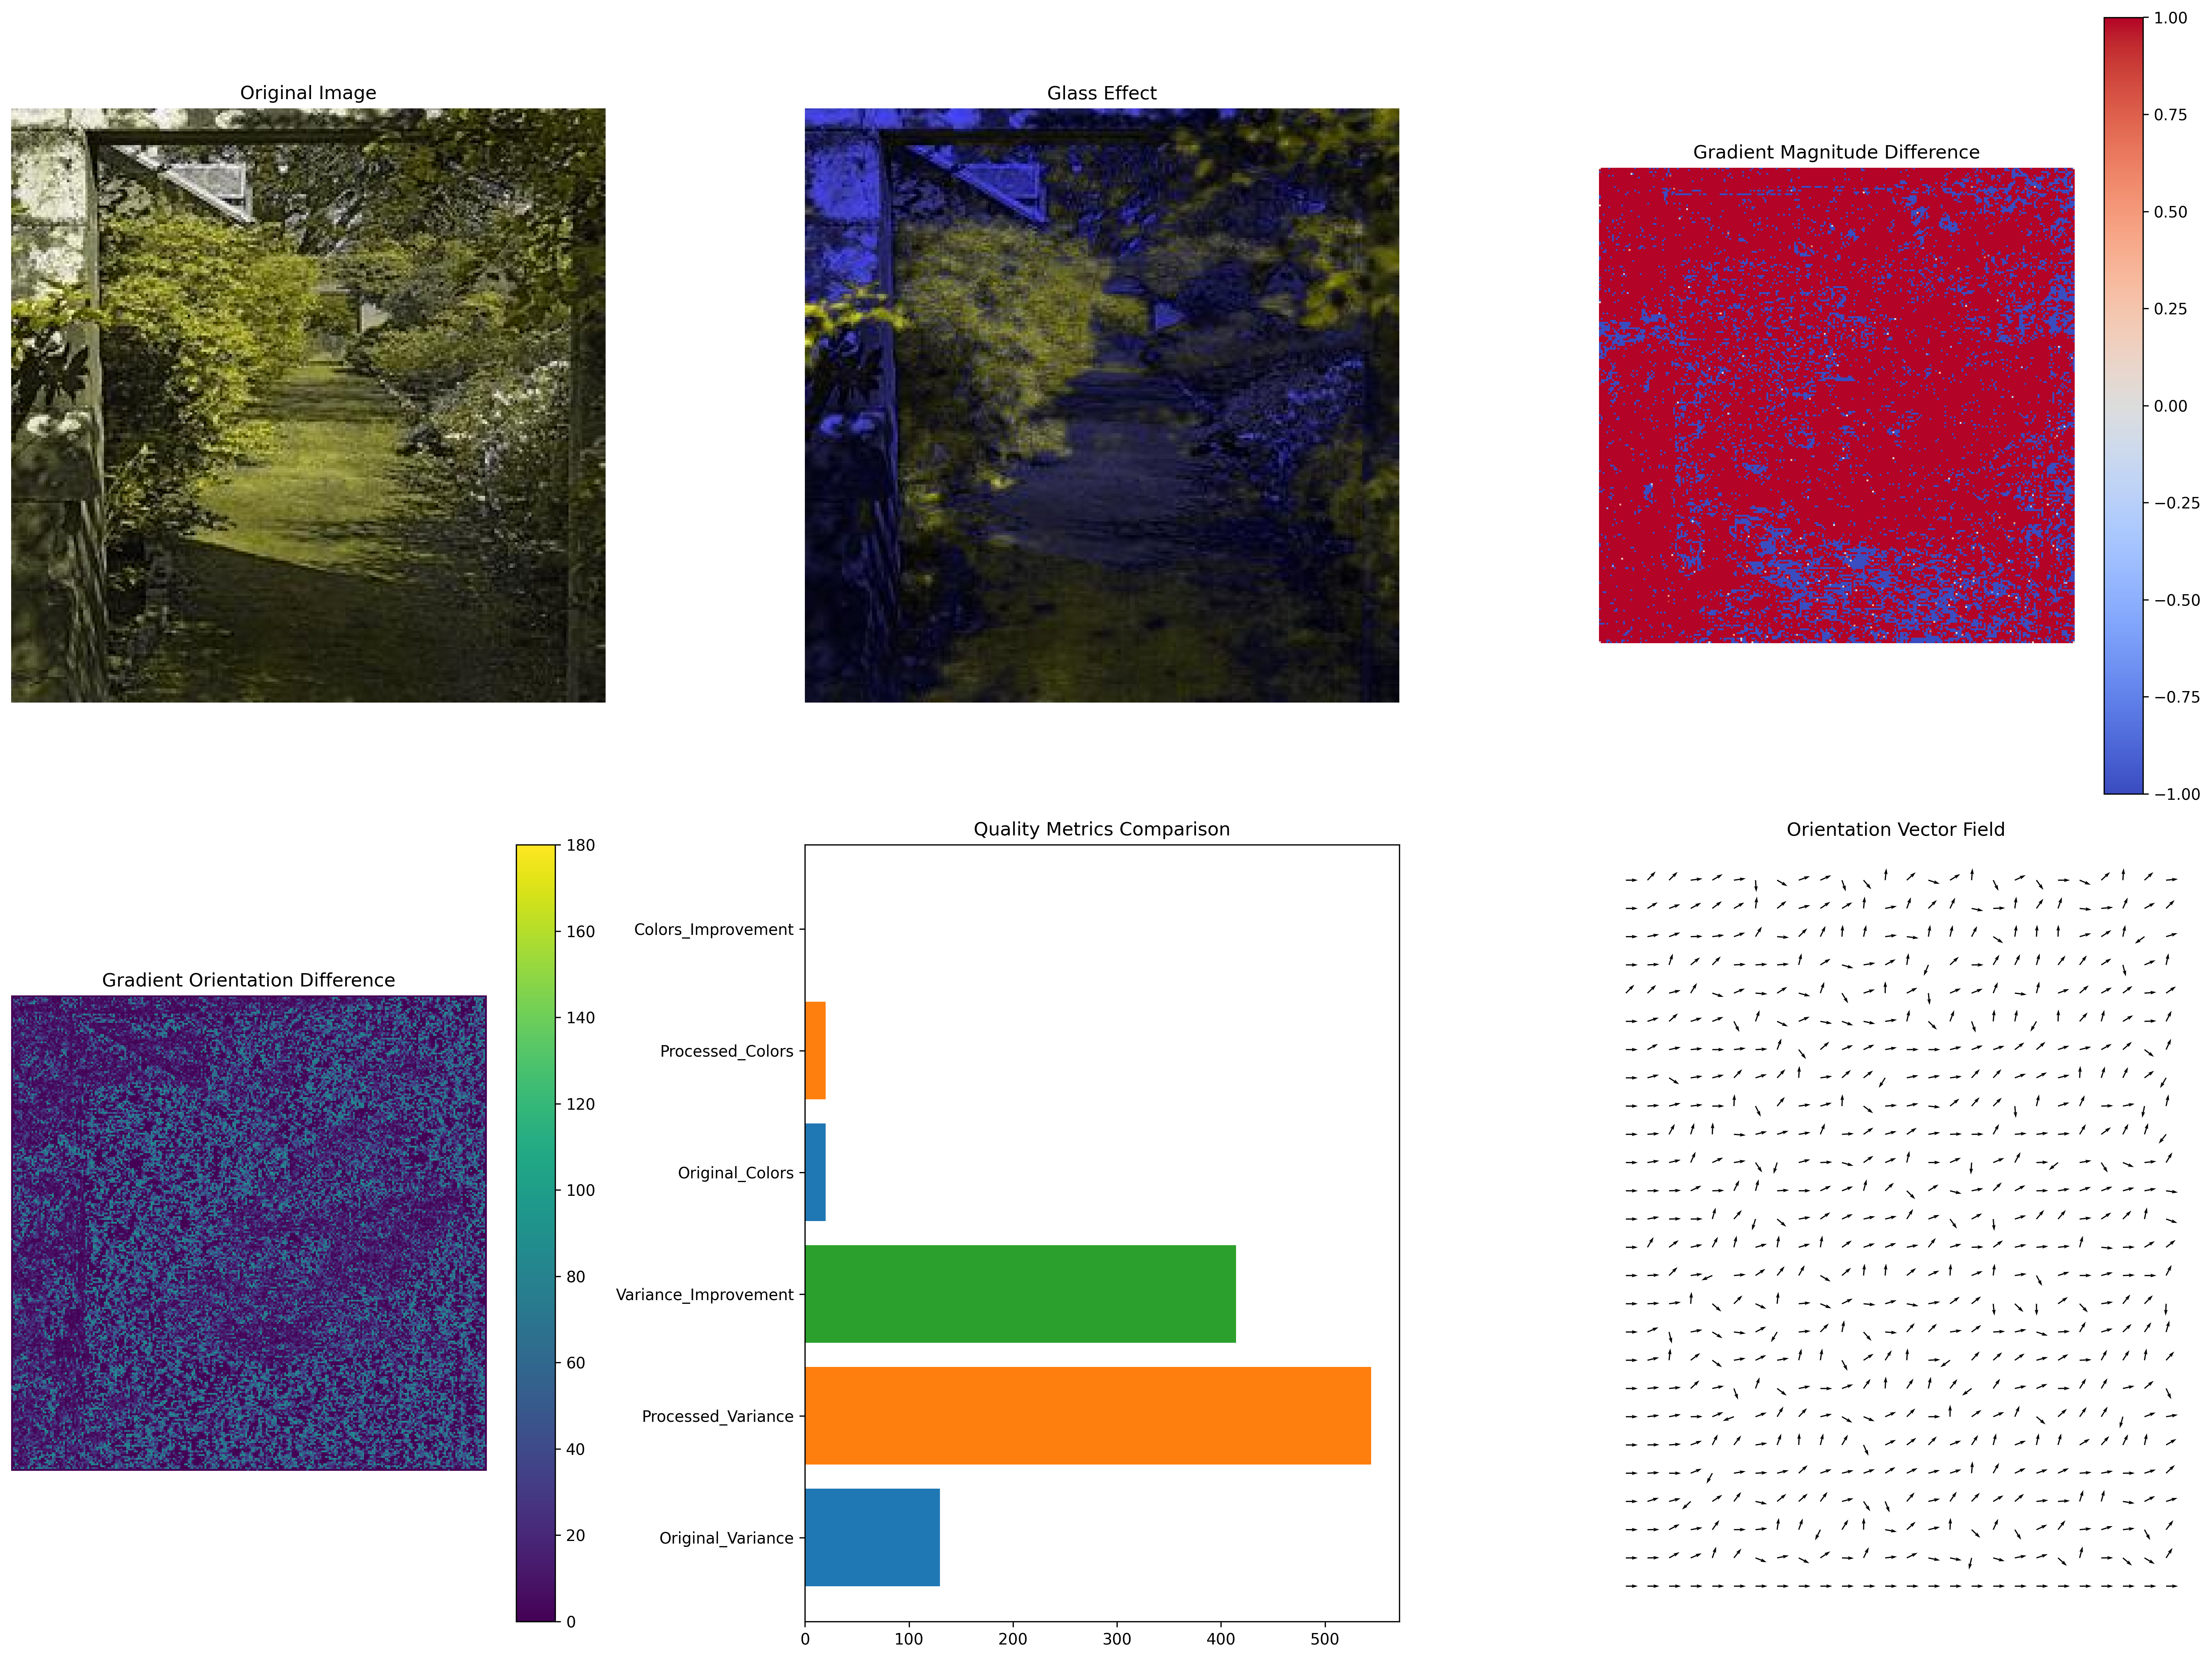 Original Image
Glass Effect
Gradient Magnitude Difference
1.00
0.75
0.50
0.25
0.00
−0.25
−0.50
−0.75
−1.00
Gradient Orientation Difference
180
160
140
120
100
80
60
40
20
0
Quality Metrics Comparison
Colors_Improvement
Processed_Colors
Original_Colors
Variance_Improvement
Processed_Variance
Original_Variance
0 100 200 300 400 500
Orientation Vector Field